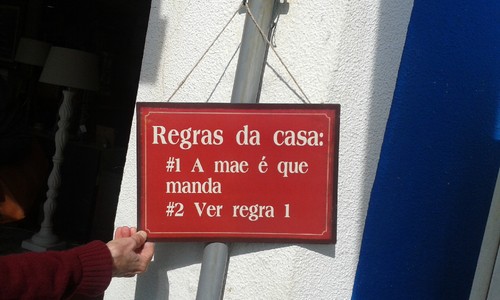 Regras da casa:
#1 A mae é que
manda
#2 Ver regra 1